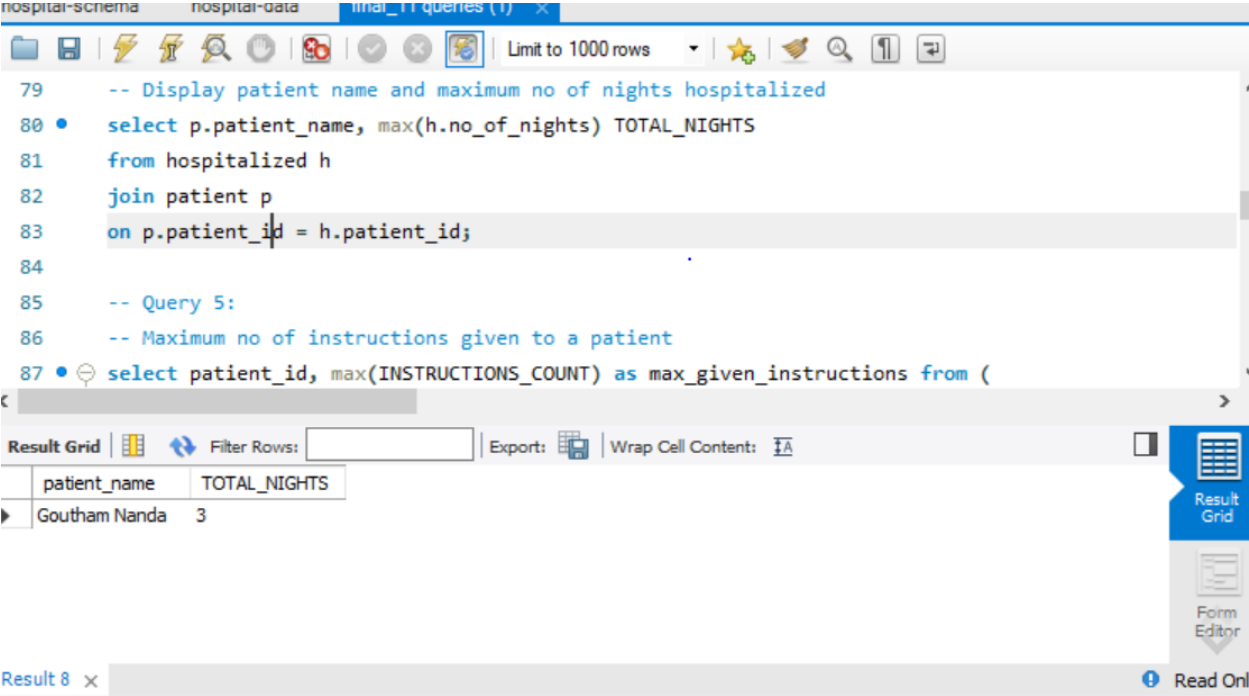 hospital-schema hospital-data final_11 queries (1)
Limit to 1000 rows
79 -- Display patient name and maximum no of nights hospitalized
80 select p.patient_name, max(h.no_of_nights) TOTAL_NIGHTS
81 from hospitalized h
82 join patient p
83 on p.patient_id = h.patient_id;
84
85 -- Query 5:
86 -- Maximum no of instructions given to a patient
87 select patient_id, max(INSTRUCTIONS_COUNT) as max_given_instructions from (
Result Grid Filter Rows: Export: Wrap Cell Content:
patient_name TOTAL_NIGHTS
Goutham Nanda 3
Result
Grid
Form
Editor
Result 8 Read Onl